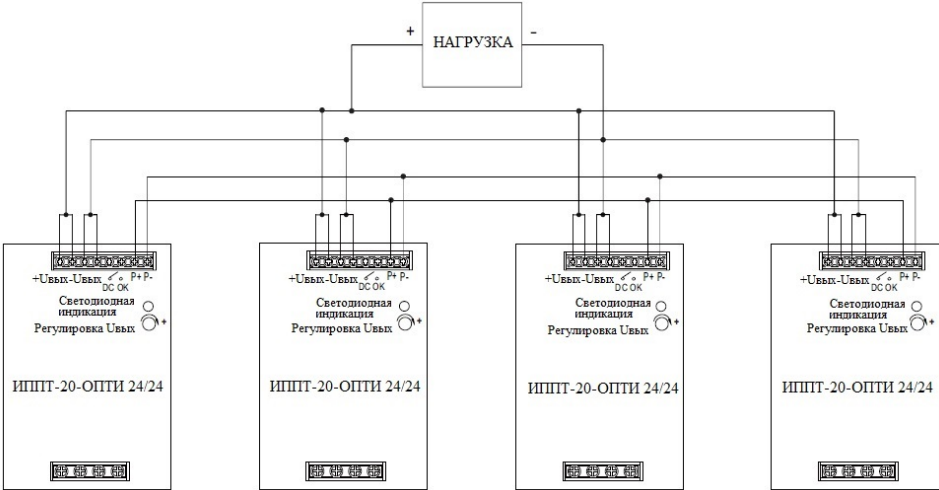 + НАГРУЗКА -
+Uвых-Uвых P+ P-
DC OK
Светодиодная
индикация
Регулировка Uвых +
ИППТ-20-ОПТИ 24/24
+Uвых-Uвых P+ P-
DC OK
Светодиодная
индикация
Регулировка Uвых +
ИППТ-20-ОПТИ 24/24
+Uвых-Uвых P+ P-
DC OK
Светодиодная
индикация
Регулировка Uвых +
ИППТ-20-ОПТИ 24/24
+Uвых-Uвых P+ P-
DC OK
Светодиодная
индикация
Регулировка Uвых +
ИППТ-20-ОПТИ 24/24